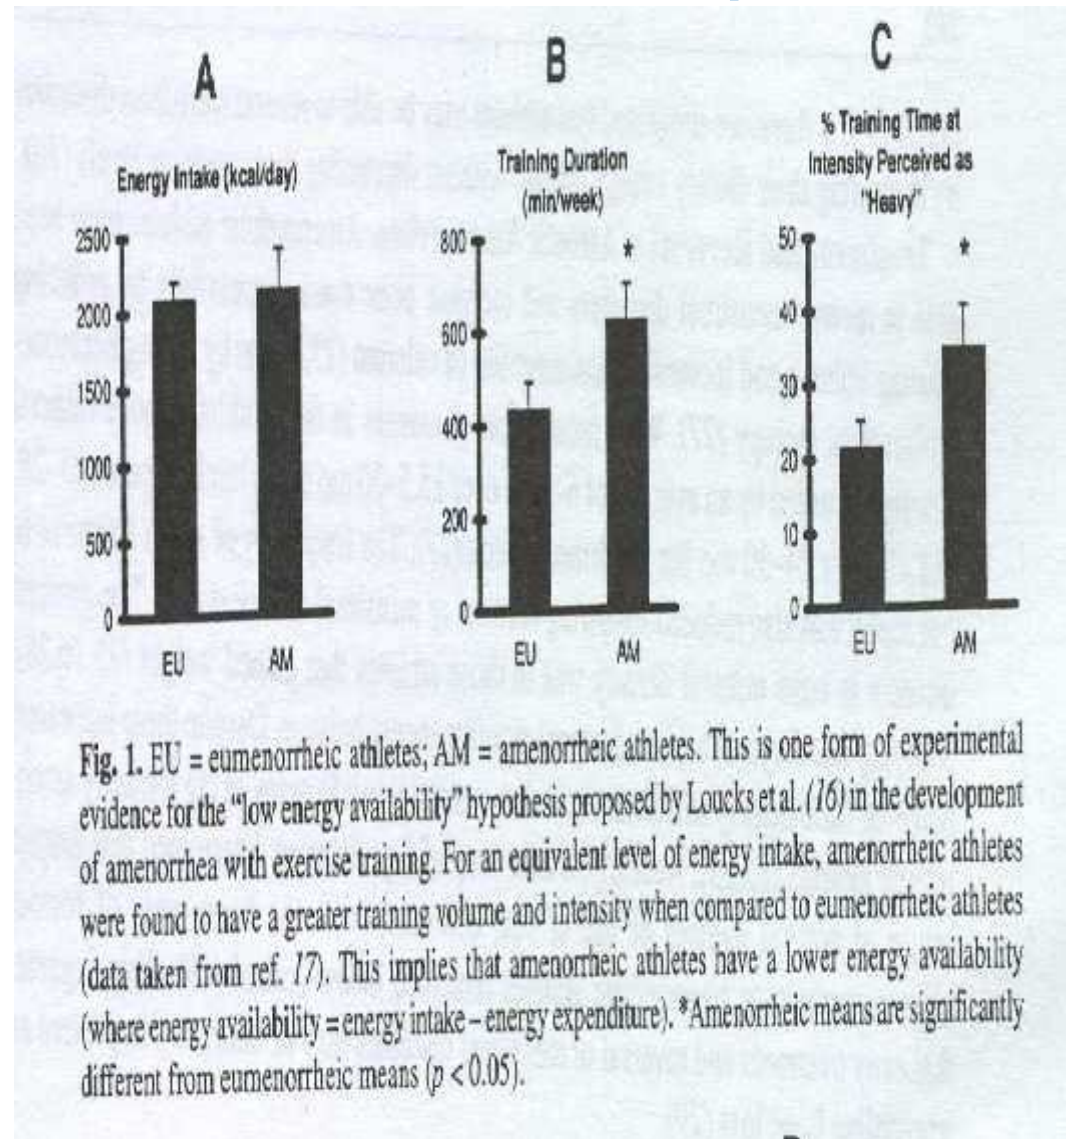 A
B
C
Energy Intake (kcal/day)
Training Duration
(min/week)
% Training Time at
Intensity Perceived as
"Heavy"
2500
2000
1500
1000
500
0
EU
AM
800
600
400
200
0
*
EU
AM
50
40
30
20
10
0
*
EU
AM
Fig. 1. EU = eumenorrheic athletes; AM = amenorrheic athletes. This is one form of experimental
evidence for the “low energy availability” hypothesis proposed by Loucks et al. (16) in the development
of amenorrhea with exercise training. For an equivalent level of energy intake, amenorrheic athletes
were found to have a greater training volume and intensity when compared to eumenorrheic athletes
(data taken from ref. 17). This implies that amenorrheic athletes have a lower energy availability
(where energy availability = energy intake – energy expenditure). *Amenorrheic means are significantly
different from eumenorrheic means (p < 0.05).